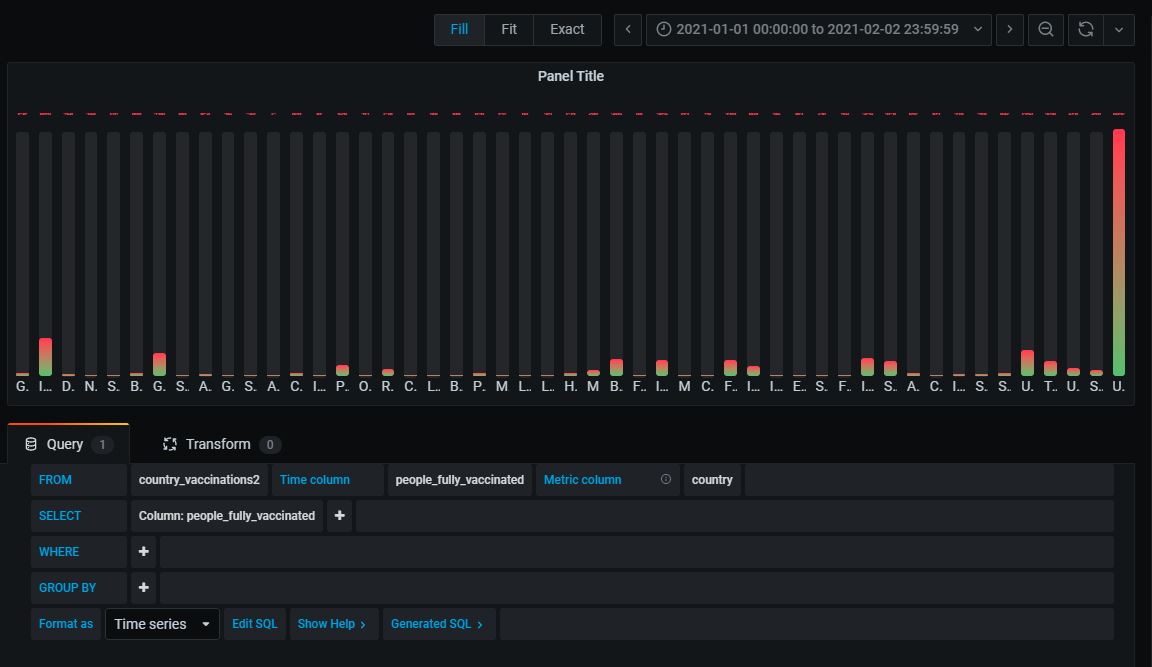 Fill Fit Exact 2021-01-01 00:00:00 to 2021-02-02 23:59:59
Panel Title
G. I... D. N. S. B. G. S.. A. G. S.. A. C. I... P.. O. R. C. L.. B. P.. M L.. L.. H. M B. F.. I... M C. F.. I... I... E.. S. F.. I... S.. A. C. I... S S.. U. T.. U. S.. U.
Query 1 Transform 0
FROM country_vaccinations2 Time column people_fully_vaccinated Metric column country
SELECT Column: people_fully_vaccinated +
WHERE +
GROUP BY +
Format as Time series Edit SQL Show Help > Generated SQL >